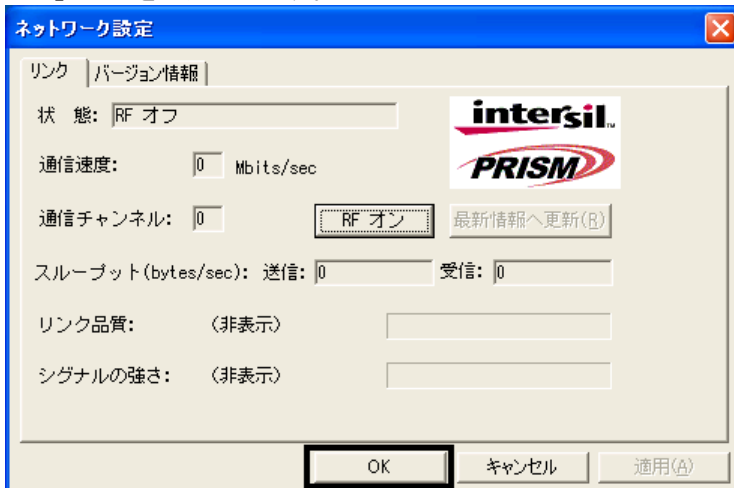 ネットワーク設定
リンク バージョン情報
状 態: RF オフ
intersil™
通信速度: 0 Mbits/sec
PRISM
通信チャンネル: 0 RF オン 最新情報へ更新(R)
スループット(bytes/sec): 送信: 0 受信: 0
リンク品質: (非表示)
シグナルの強さ: (非表示)
OK キャンセル 適用(A)